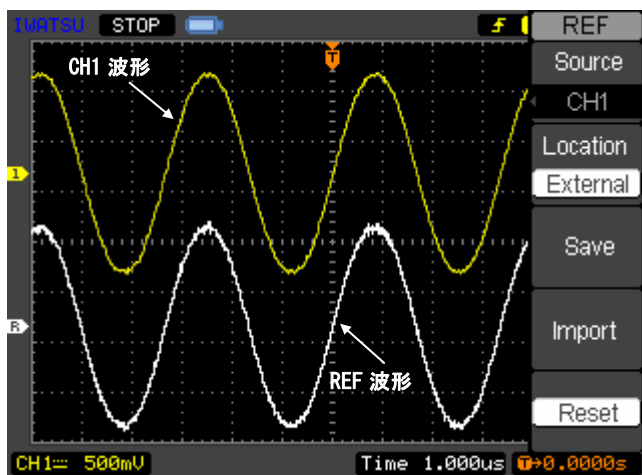 IWATSU STOP
T
REF
Source
CH1
Location
External
Save
Import
Reset
CH1 波形
1
R
REF 波形
CH1 500mV
Time 1.000us
T→0.0000s